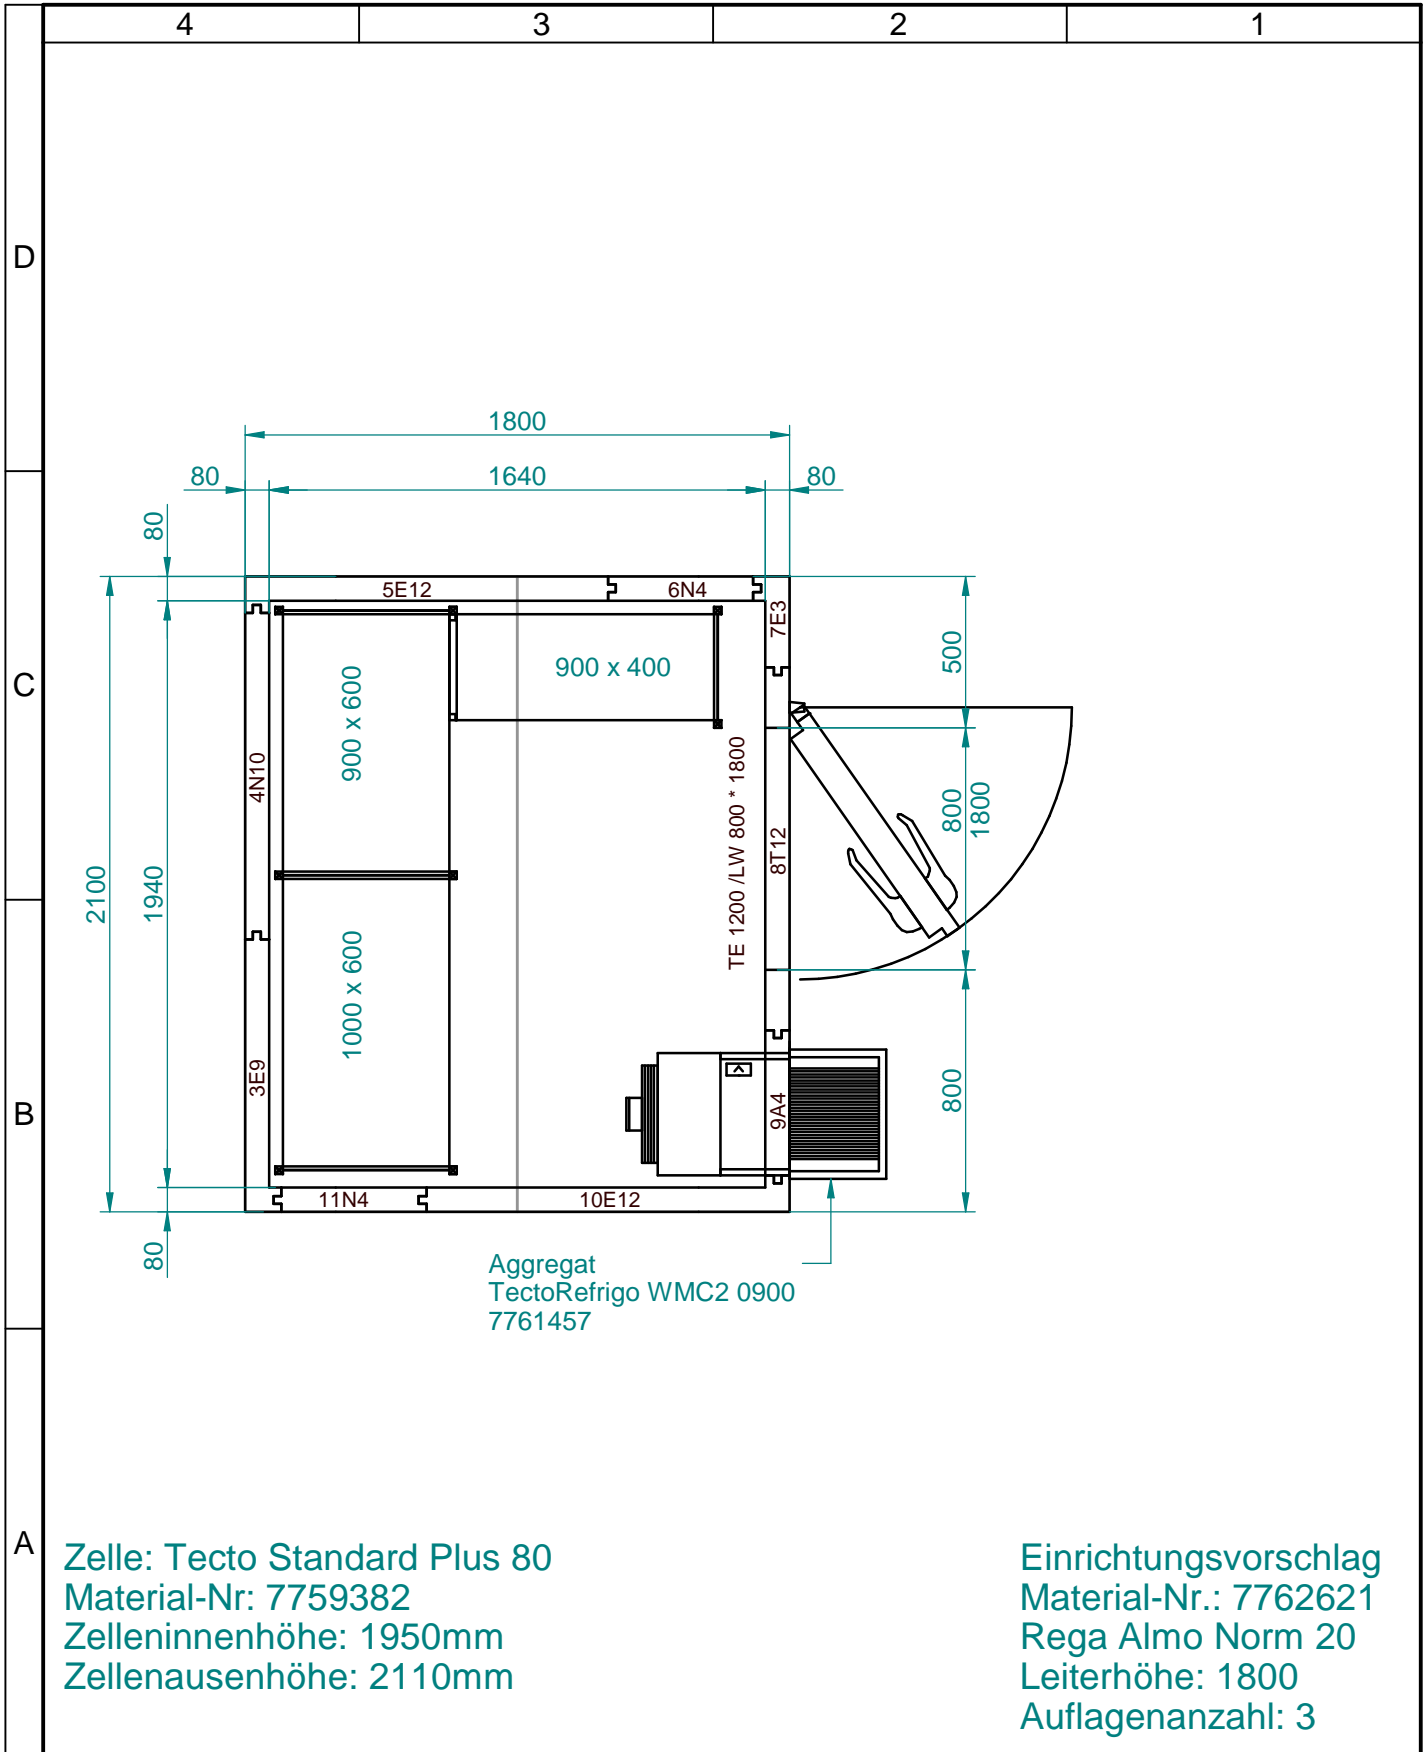 4 3 2 1
D
C
B
A
1800
80 1640 80
80
5E12 6N4
7E3
500
900 x 600
900 x 400
4N10
TE 1200 /LW 800 * 1800
8T12
800
1800
2100
1940
1000 x 600
3E9
9A4
800
11N4 10E12
80
Aggregat
TectoRefrigo WMC2 0900
7761457
Zelle: Tecto Standard Plus 80
Material-Nr: 7759382
Zelleninnenhöhe: 1950mm
Zellenausenhöhe: 2110mm
Einrichtungsvorschlag
Material-Nr.: 7762621
Rega Almo Norm 20
Leiterhöhe: 1800
Auflagenanzahl: 3